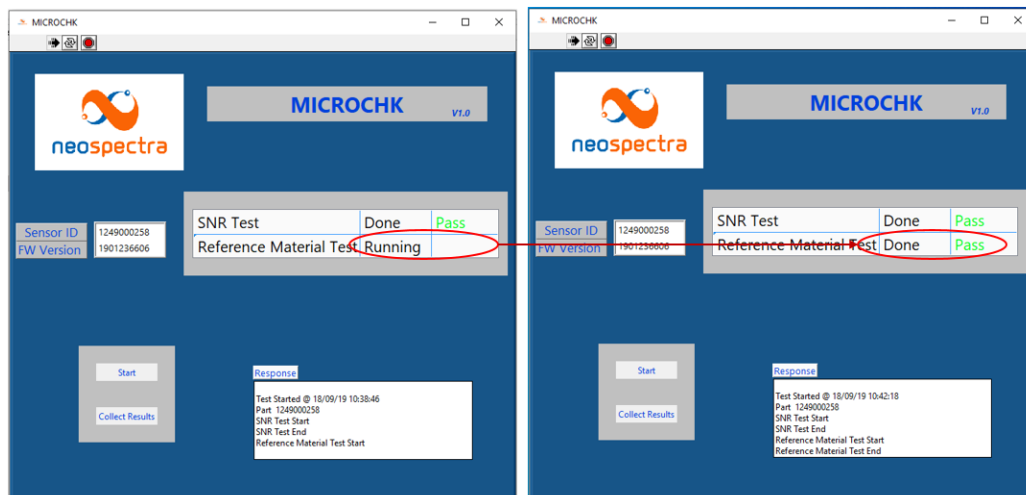 MICROCHK
neospectra
MICROCHK
V1.0
SNR Test Done Pass
Reference Material Test Running
Sensor ID 1249000258
FW Version 1901236606
Start
Collect Results
Response
Test Started @ 18/09/19 10:38:46
Part 1249000258
SNR Test Start
SNR Test End
Reference Material Test Start
MICROCHK
neospectra
MICROCHK
V1.0
SNR Test Done Pass
Reference Material Test Done Pass
Sensor ID 1249000258
FW Version 1901236606
Start
Collect Results
Response
Test Started @ 18/09/19 10:42:18
Part 1249000258
SNR Test Start
SNR Test End
Reference Material Test Start
Reference Material Test End